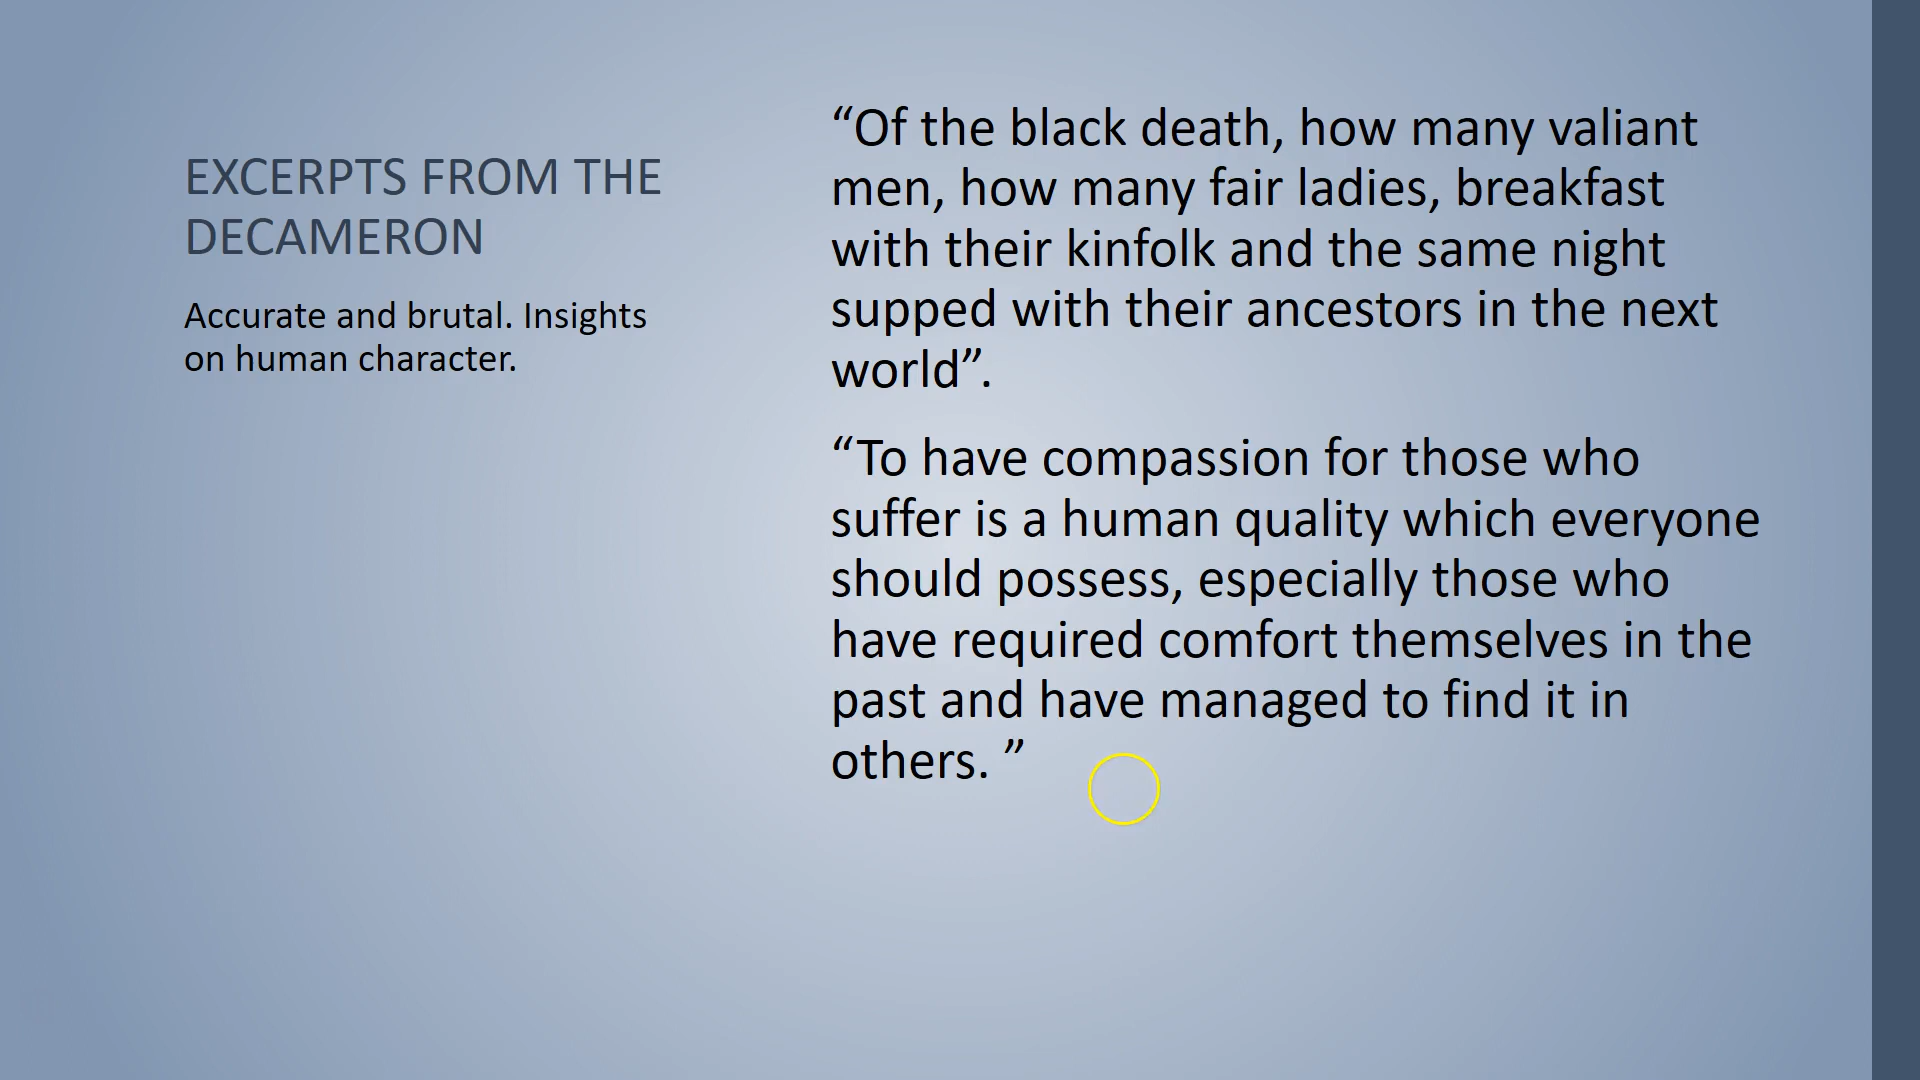 EXCERPTS FROM THE
DECAMERON
Accurate and brutal. Insights
on human character.
“Of the black death, how many valiant
men, how many fair ladies, breakfast
with their kinfolk and the same night
supped with their ancestors in the next
world”.
“To have compassion for those who
suffer is a human quality which everyone
should possess, especially those who
have required comfort themselves in the
past and have managed to find it in
others. ”